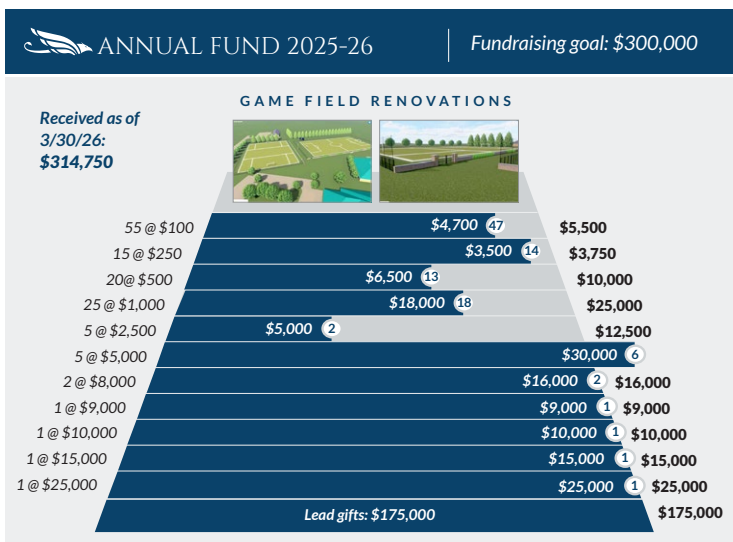 ANNUAL FUND 2025-26
Fundraising goal: $300,000
GAME FIELD RENOVATIONS
Received as of
3/30/26:
$314,750
55 @ $100 $4,700 47 $5,500
15 @ $250 $3,500 14 $3,750
20@ $500 $6,500 13 $10,000
25 @ $1,000 $18,000 18 $25,000
5 @ $2,500 $5,000 2 $12,500
5 @ $5,000 $30,000 6
2 @ $8,000 $16,000 2 $16,000
1 @ $9,000 $9,000 1 $9,000
1 @ $10,000 $10,000 1 $10,000
1 @ $15,000 $15,000 1 $15,000
1 @ $25,000 $25,000 1 $25,000
Lead gifts: $175,000 $175,000